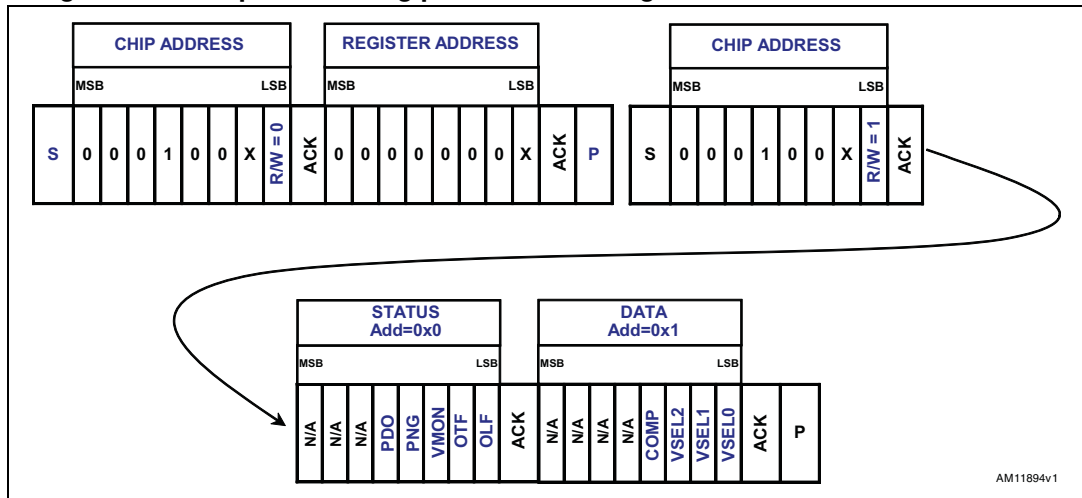 CHIP ADDRESS
REGISTER ADDRESS
CHIP ADDRESS
MSB LSB MSB LSB MSB LSB
S 0 0 0 1 0 0 X R/W = 0 ACK 0 0 0 0 0 0 0 X ACK P S 0 0 0 1 0 0 X R/W = 1 ACK
STATUS
Add=0x0
DATA
Add=0x1
MSB LSB MSB LSB
N/A N/A N/A PDO PNG VMON OTF OLF ACK N/A N/A N/A N/A COMP VSEL2 VSEL1 VSEL0 ACK P
AM11894v1